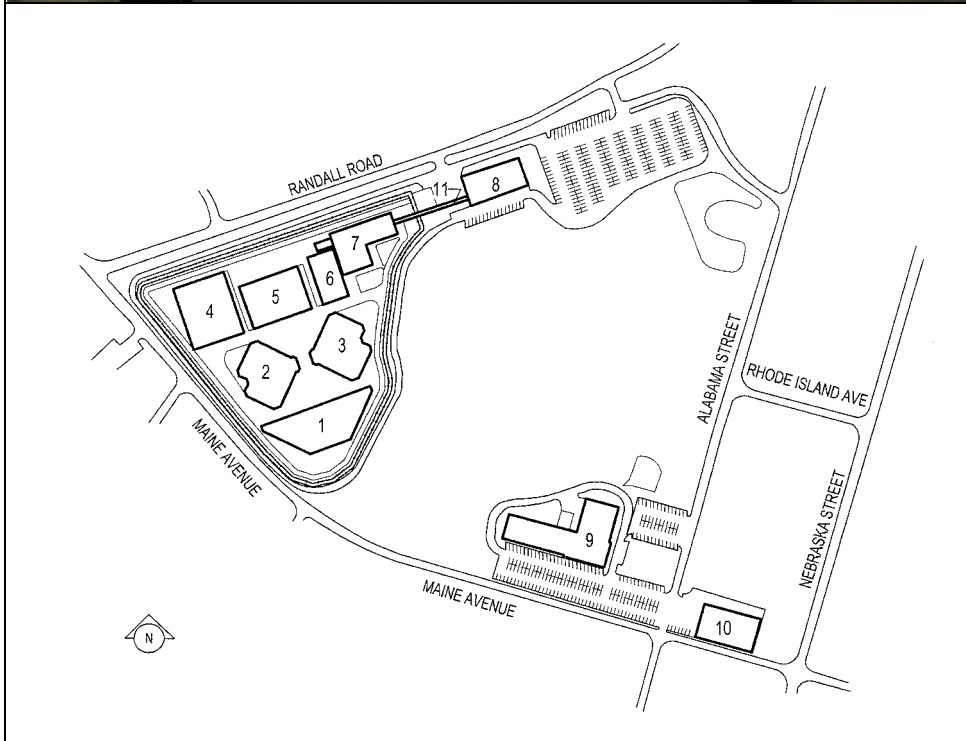 RANDALL ROAD
11
8
7
6
5
4
3
2
1
ALABAMA STREET
RHODE ISLAND AVE
MAINE AVENUE
NEBRASKA STREET
9
MAINE AVENUE
10
N